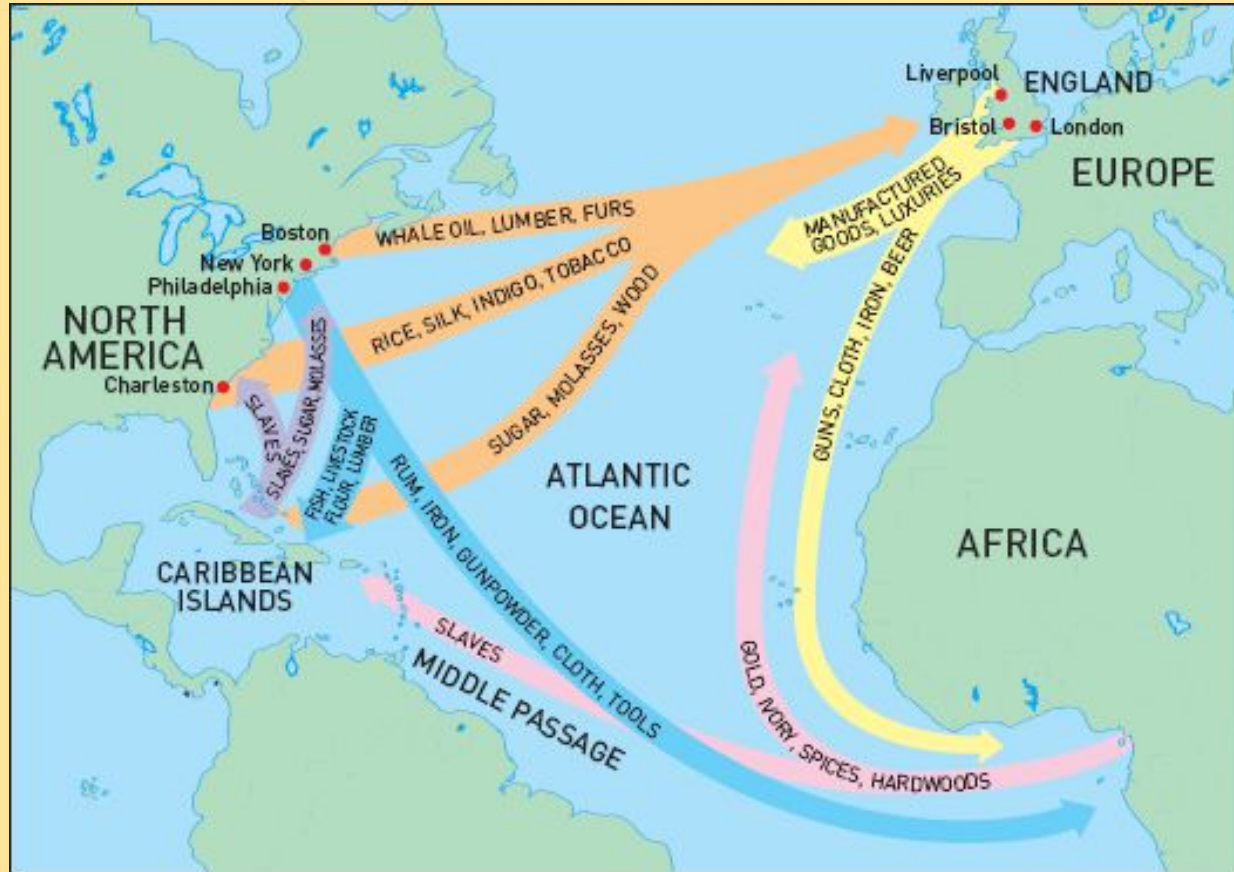 Liverpool
ENGLAND
Bristol
London
EUROPE
MANUFACTURED
GOODS, LUXURIES
WHALE OIL, LUMBER, FURS
Boston
New York
Philadelphia
RICE, SILK, INDIGO, TOBACCO
NORTH
AMERICA
SUGAR, MOLASSES, WOOD
GUNS, CLOTH, IRON, BEER
Charleston
SLAVES
SLAVES, SUGAR, MOLASSES
FISH, LIVESTOCK
FLOUR, LUMBER
RUM, IRON, GUNPOWDER, CLOTH, TOOLS
ATLANTIC
OCEAN
AFRICA
CARIBBEAN
ISLANDS
SLAVES
MIDDLE PASSAGE
GOLD, IVORY, SPICES, HARDWOODS